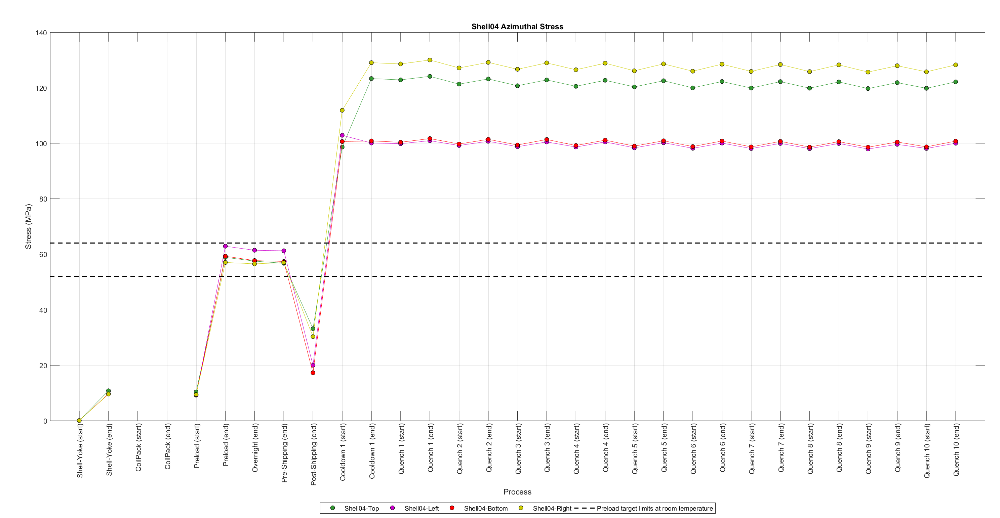 Shell04 Azimuthal Stress
140
120
100
80
60
40
20
0
Stress (MPa)
Shell-Yoke (start)
Shell-Yoke (end)
CoilPack (start)
CoilPack (end)
Preload (start)
Preload (end)
Overnight (end)
Pre-Shipping (end)
Post-Shipping (end)
Cooldown 1 (start)
Cooldown 1 (end)
Quench 1 (start)
Quench 1 (end)
Quench 2 (start)
Quench 2 (end)
Quench 3 (start)
Quench 3 (end)
Quench 4 (start)
Quench 4 (end)
Quench 5 (start)
Quench 5 (end)
Quench 6 (start)
Quench 6 (end)
Quench 7 (start)
Quench 7 (end)
Quench 8 (start)
Quench 8 (end)
Quench 9 (start)
Quench 9 (end)
Quench 10 (start)
Quench 10 (end)
Process
Shell04-Top Shell04-Left Shell04-Bottom Shell04-Right Preload target limits at room temperature